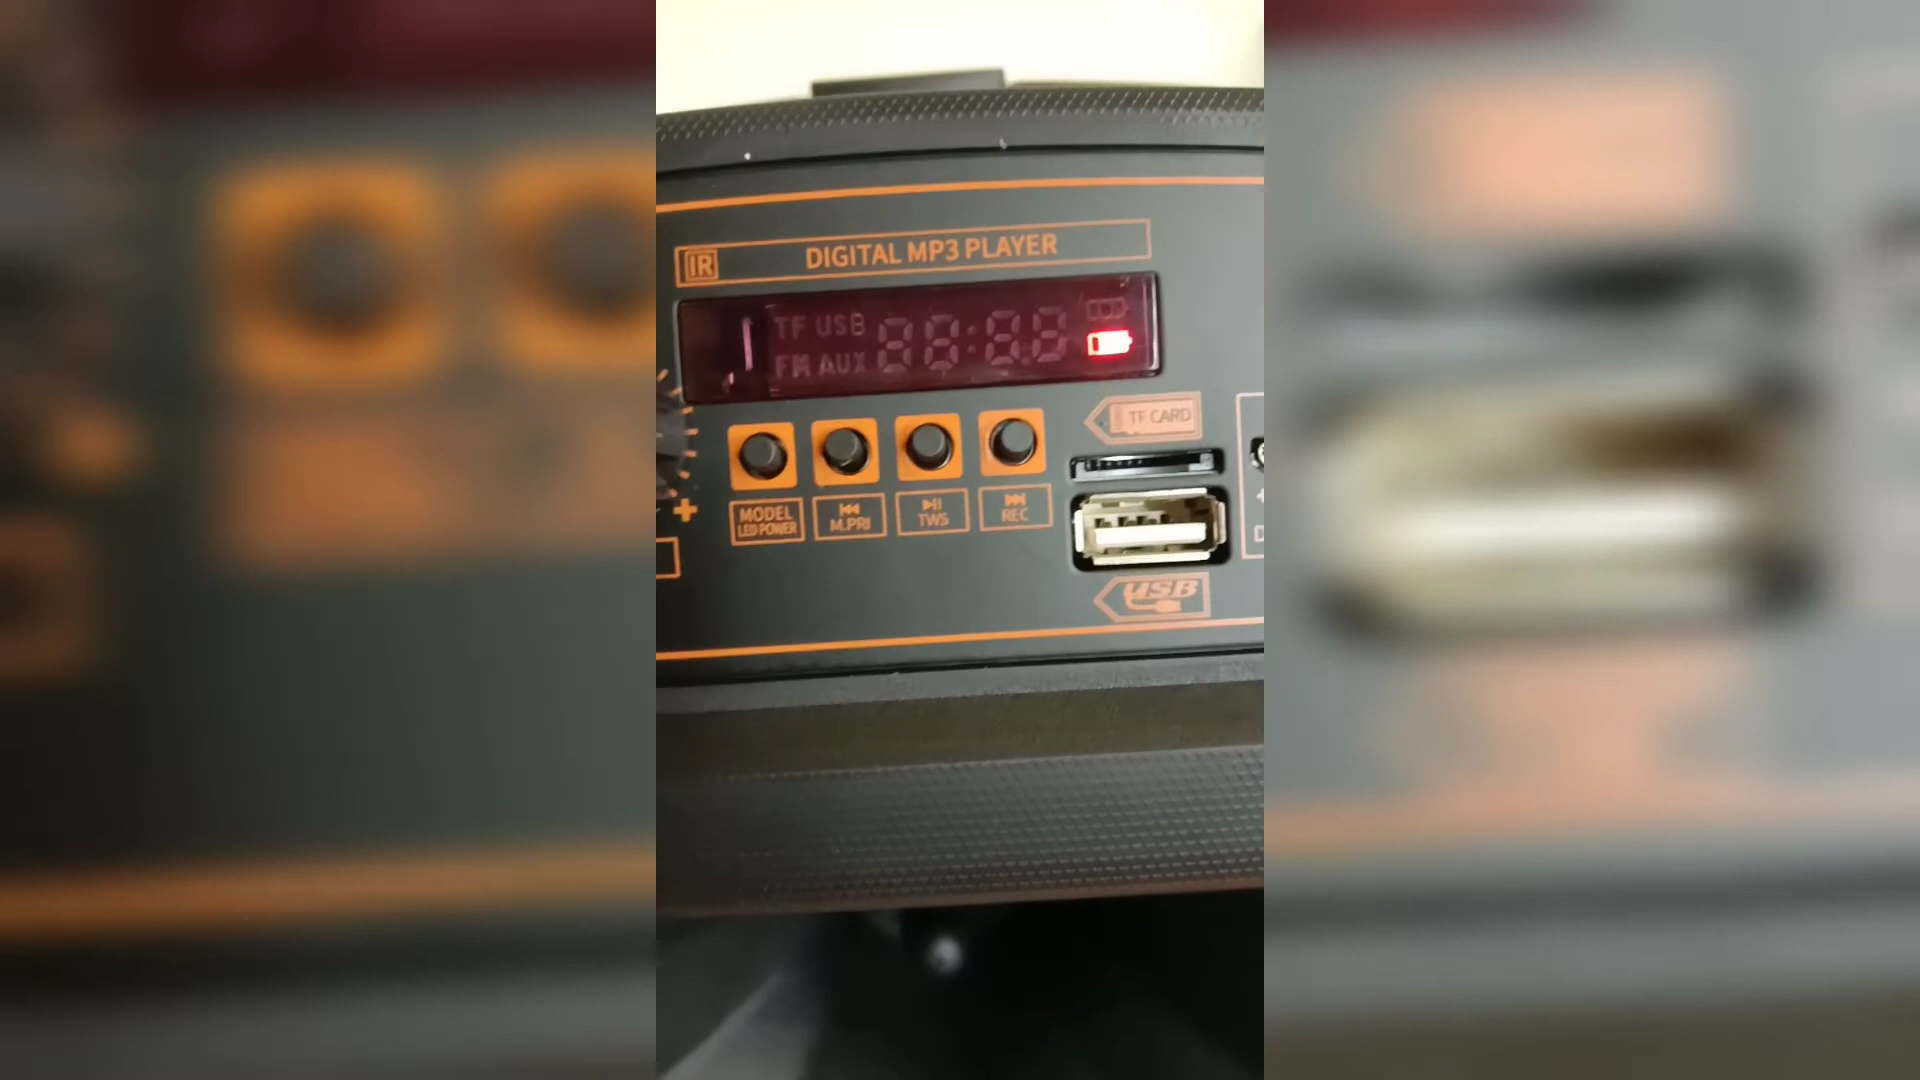 IR DIGITAL MP3 PLAYER
TF USB
FM AUX
88:88
TF CARD
MODEL
LED POWER
M.PRI
TWS
REC
+
USB